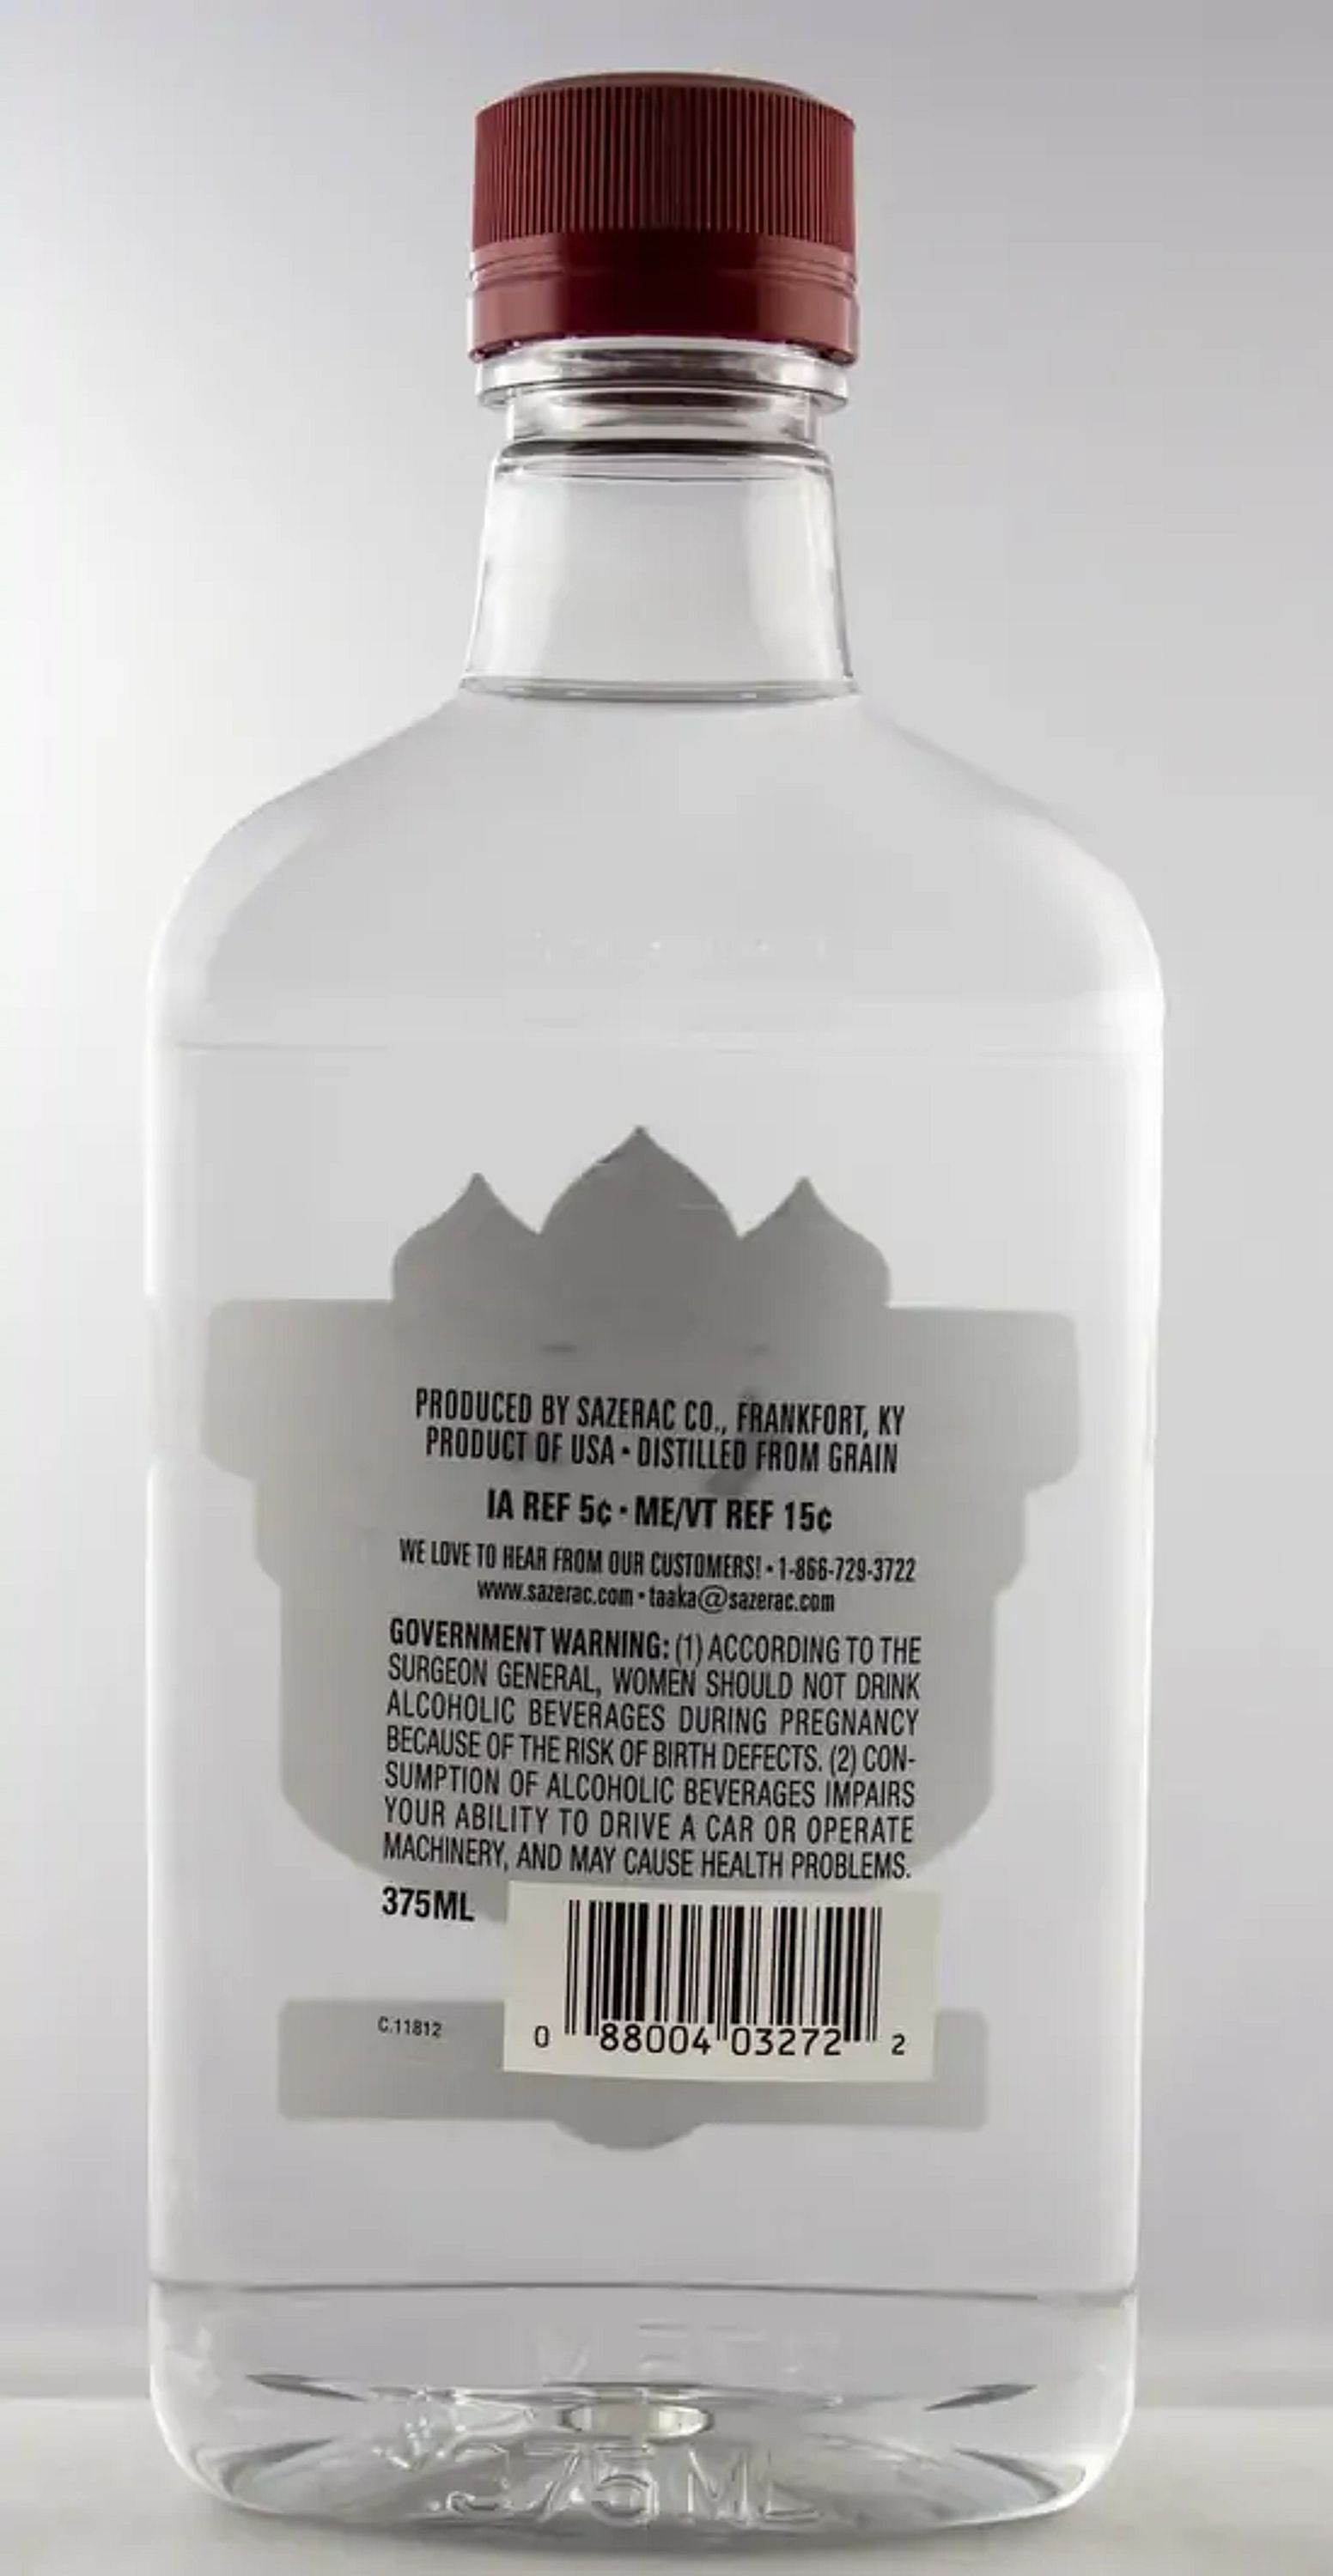 PRODUCED BY SAZERAC CO., FRANKFORT, KY
PRODUCT OF USA • DISTILLED FROM GRAIN
IA REF 5¢ • ME/VT REF 15¢
WE LOVE TO HEAR FROM OUR CUSTOMERS! • 1-866-729-3722
www.sazerac.com • taaka@sazerac.com
GOVERNMENT WARNING: (1) ACCORDING TO THE
SURGEON GENERAL, WOMEN SHOULD NOT DRINK
ALCOHOLIC BEVERAGES DURING PREGNANCY
BECAUSE OF THE RISK OF BIRTH DEFECTS. (2) CON-
SUMPTION OF ALCOHOLIC BEVERAGES IMPAIRS
YOUR ABILITY TO DRIVE A CAR OR OPERATE
MACHINERY, AND MAY CAUSE HEALTH PROBLEMS.
375ML
C.11812
0 88004 03272 2
375 ML